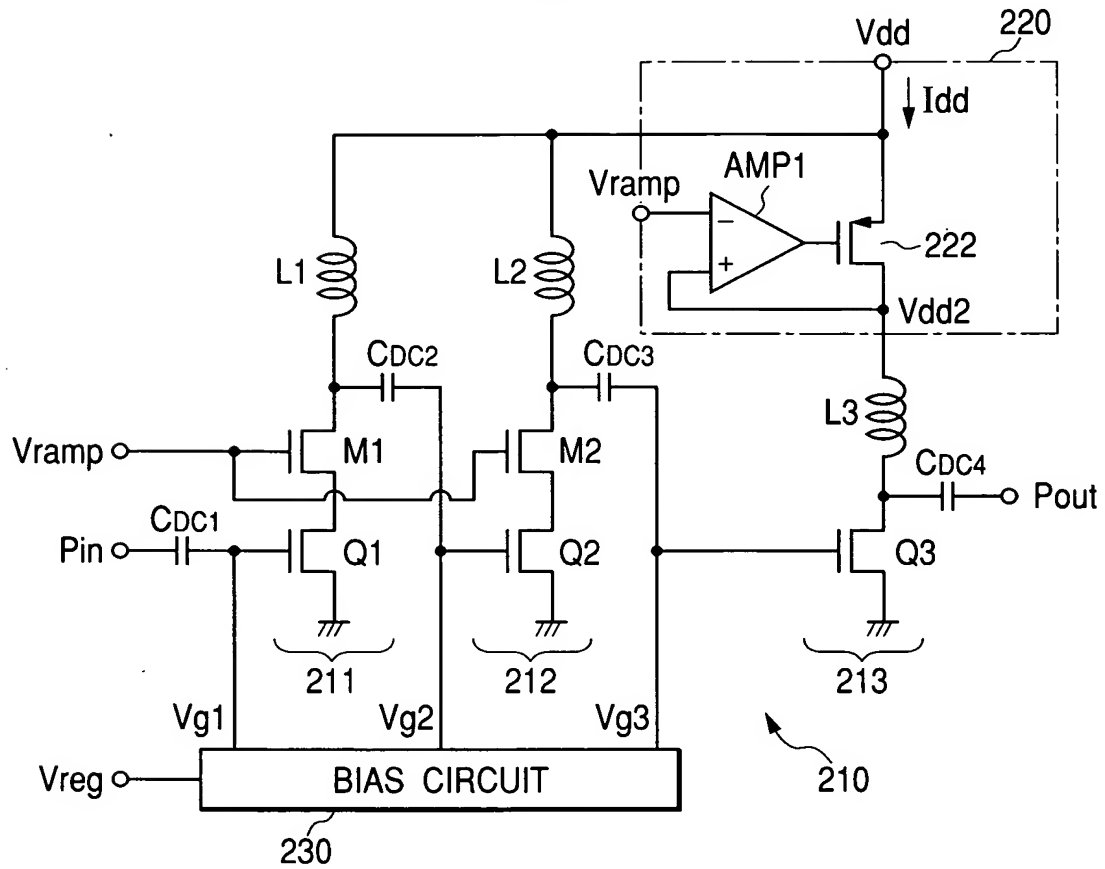 220
Vdd
Idd
AMP1
Vramp
−
+
222
Vdd2
L1
L2
CDC2
CDC3
L3
Vramp
M1
M2
CDC4
Pout
CDC1
Pin
Q1
Q2
Q3
211
212
213
Vg1
Vg2
Vg3
Vreg
BIAS CIRCUIT
210
230